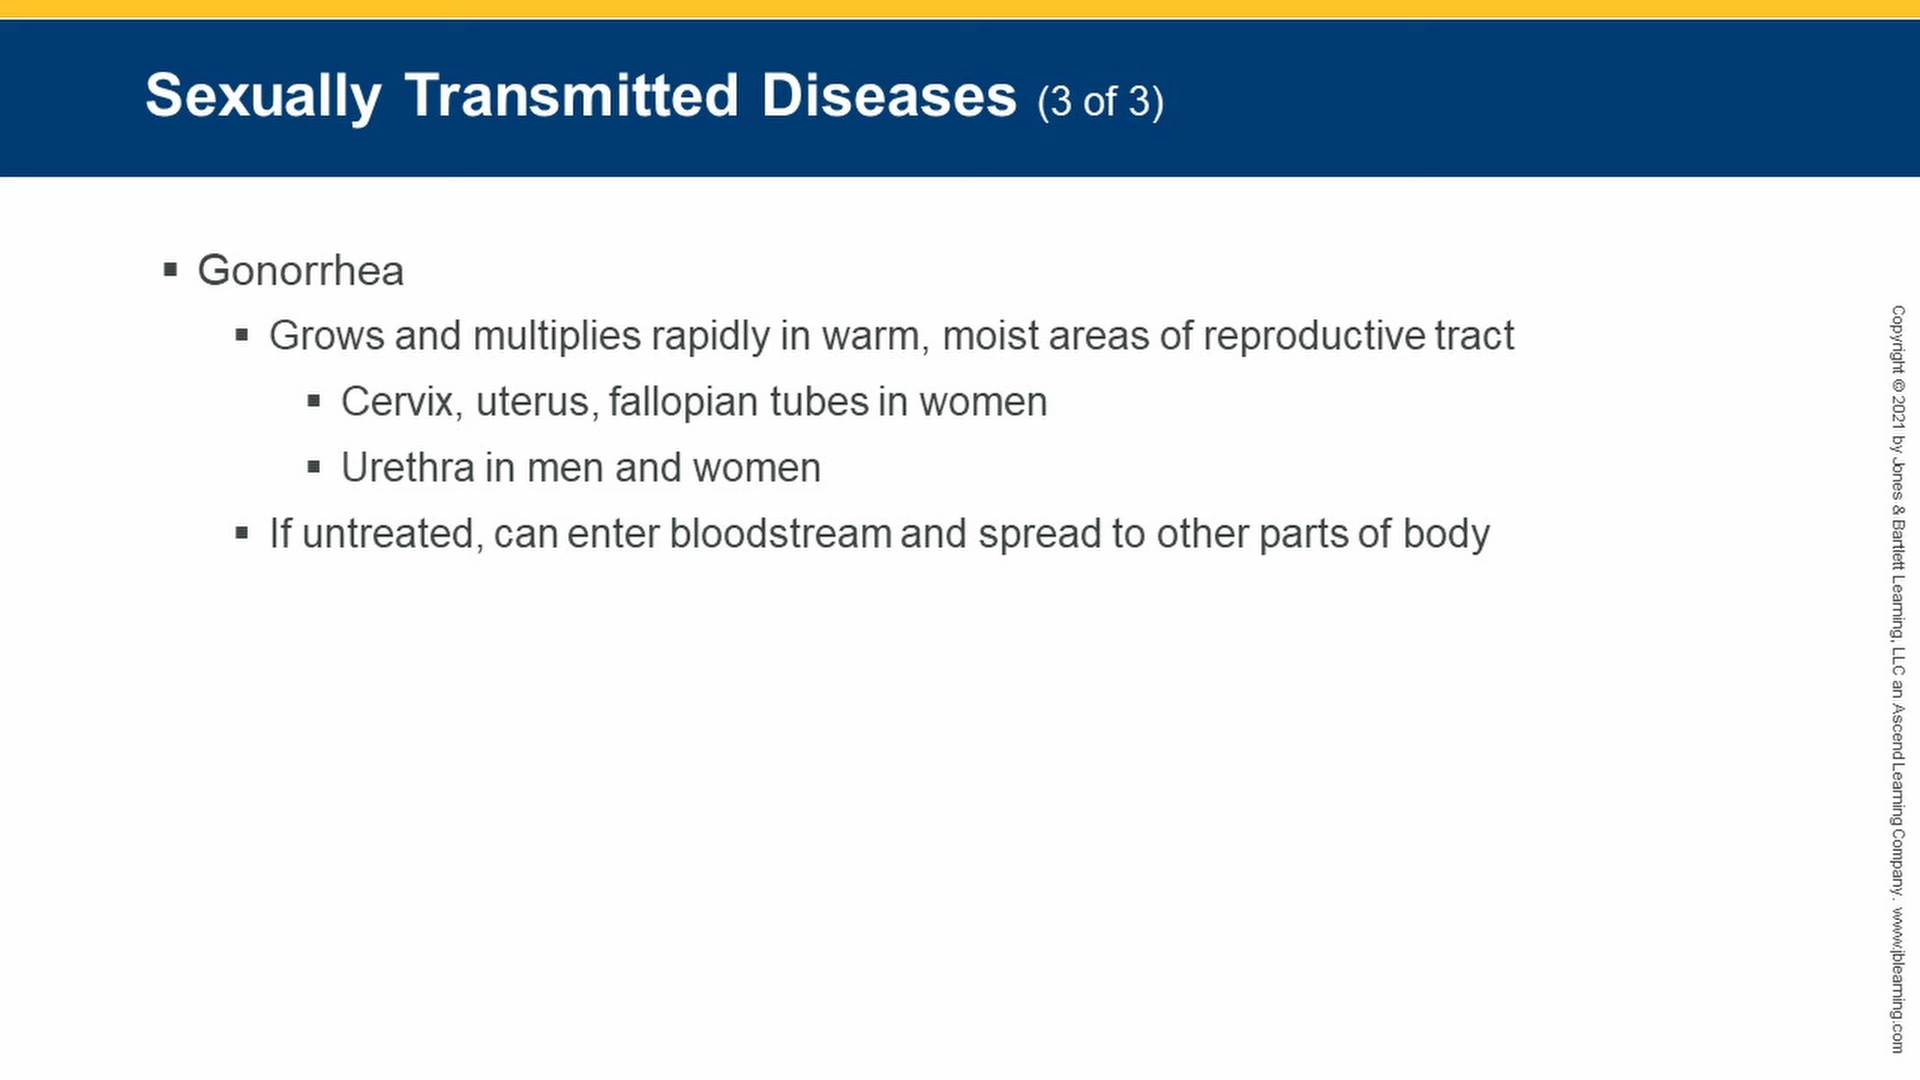 Sexually Transmitted Diseases (3 of 3)
▪ Gonorrhea
▪ Grows and multiplies rapidly in warm, moist areas of reproductive tract
▪ Cervix, uterus, fallopian tubes in women
▪ Urethra in men and women
▪ If untreated, can enter bloodstream and spread to other parts of body
Copyright © 2021 by Jones & Bartlett Learning, LLC an Ascend Learning Company. www.jblearning.com